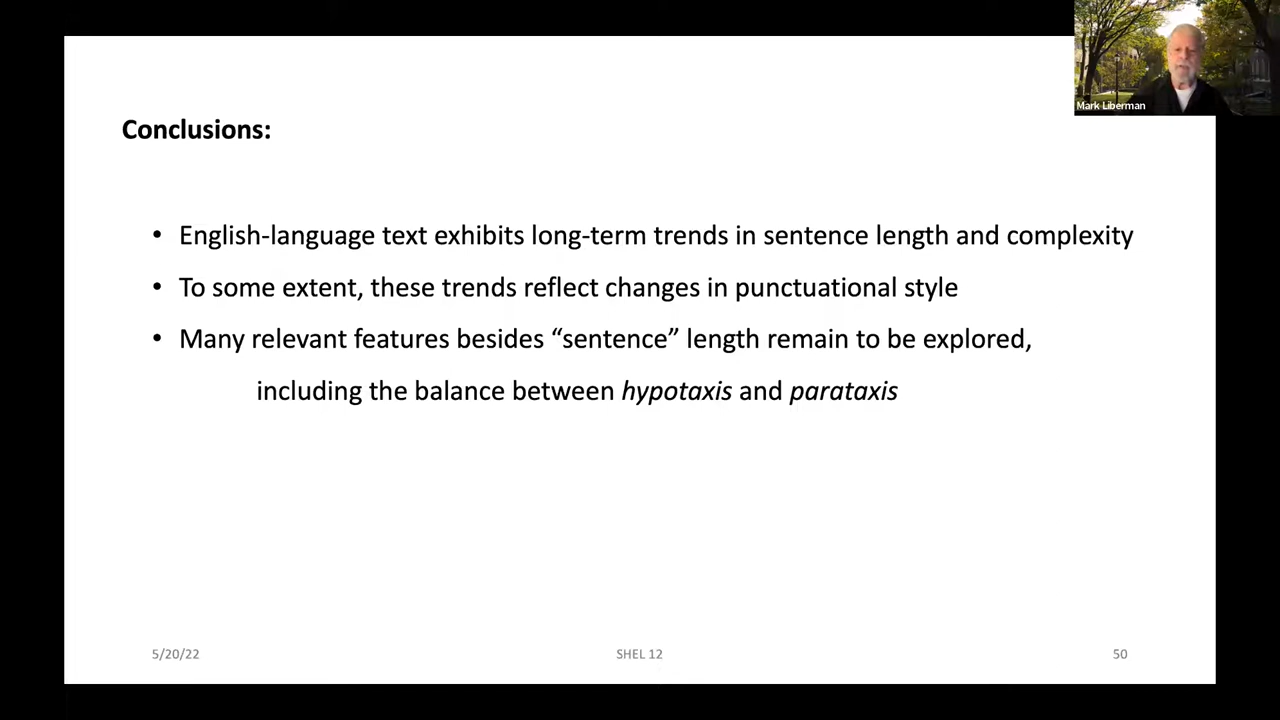 Mark Liberman
Conclusions:
• English-language text exhibits long-term trends in sentence length and complexity
• To some extent, these trends reflect changes in punctuational style
• Many relevant features besides “sentence” length remain to be explored,
including the balance between hypotaxis and parataxis
5/20/22
SHEL 12
50